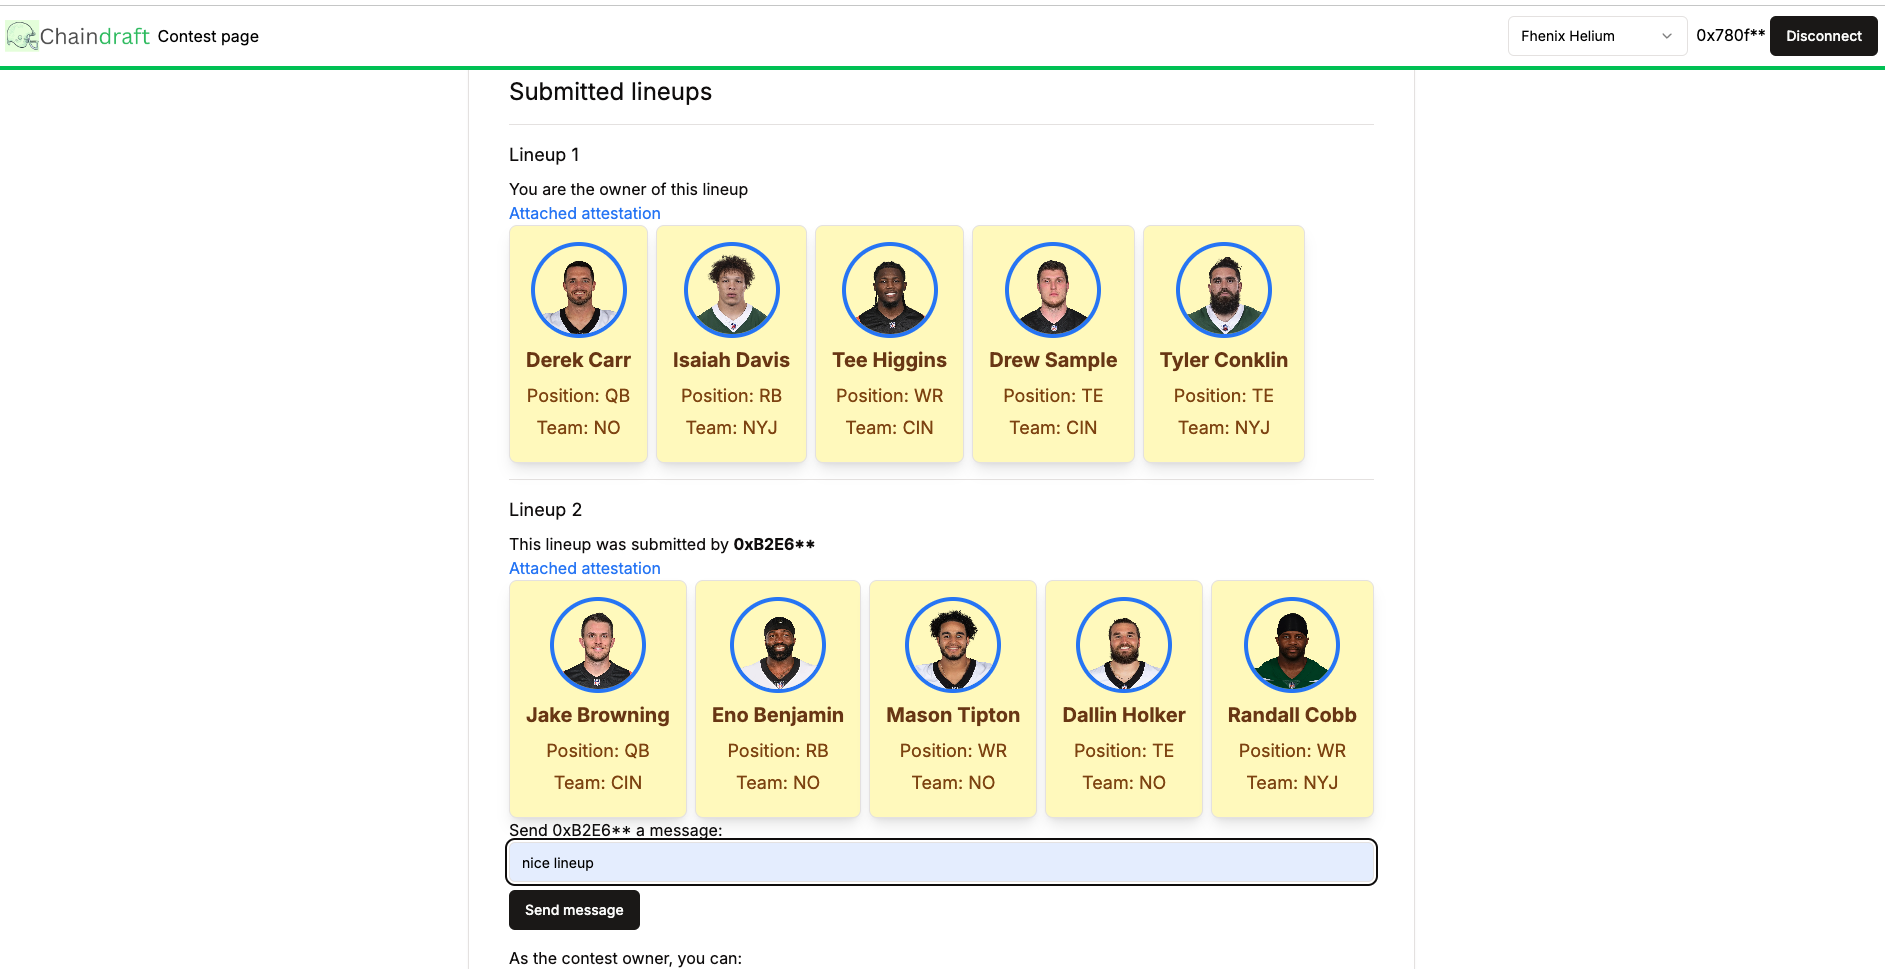 Chaindraft Contest page
Fhenix Helium 0x780f** Disconnect
Submitted lineups
Lineup 1
You are the owner of this lineup
Attached attestation
Derek Carr Isaiah Davis Tee Higgins Drew Sample Tyler Conklin
Position: QB Position: RB Position: WR Position: TE Position: TE
Team: NO Team: NYJ Team: CIN Team: CIN Team: NYJ
Lineup 2
This lineup was submitted by 0xB2E6**
Attached attestation
Jake Browning Eno Benjamin Mason Tipton Dallin Holker Randall Cobb
Position: QB Position: RB Position: WR Position: TE Position: WR
Team: CIN Team: NO Team: NO Team: NO Team: NYJ
Send 0xB2E6** a message:
nice lineup
Send message
As the contest owner, you can: